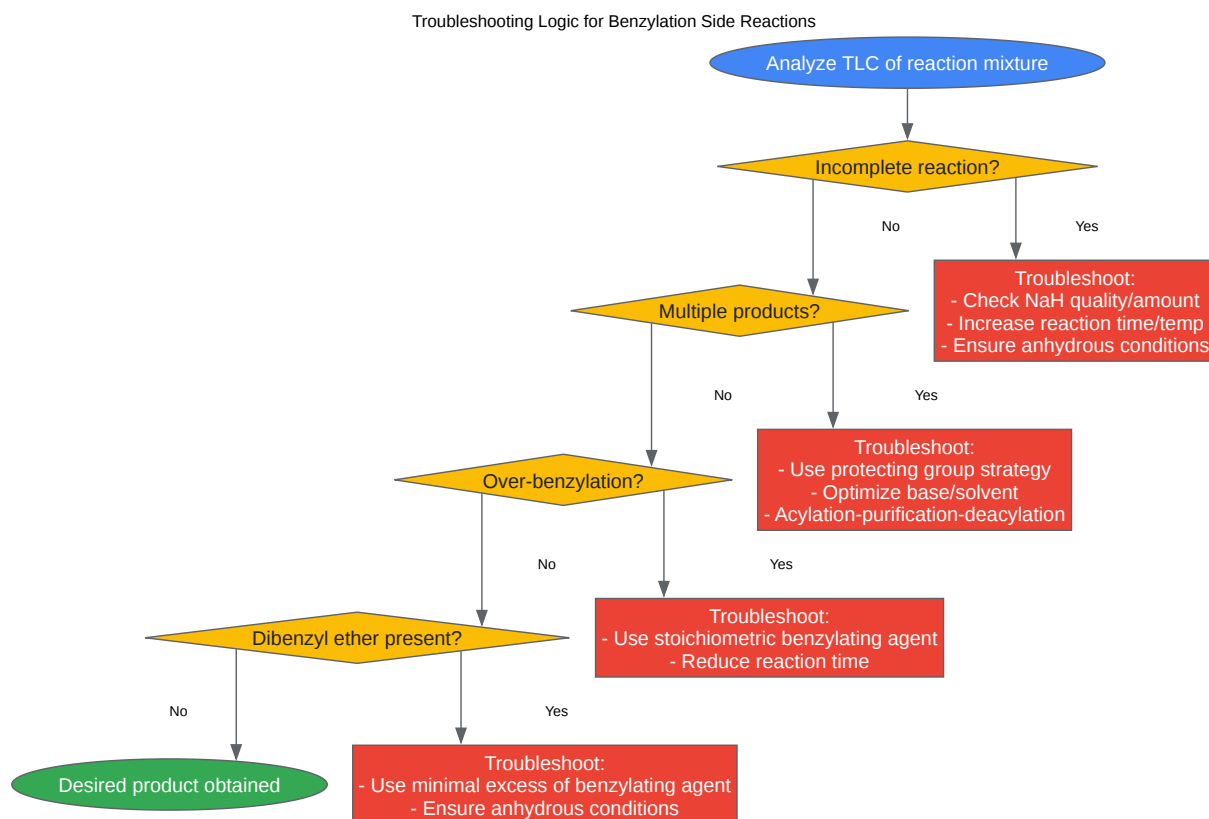 Troubleshooting Logic for Benzylation Side Reactions
Analyze TLC of reaction mixture
Incomplete reaction?
No
Yes
Troubleshoot:
- Check NaH quality/amount
- Increase reaction time/temp
- Ensure anhydrous conditions
Multiple products?
No
Yes
Troubleshoot:
- Use protecting group strategy
- Optimize base/solvent
- Acylation-purification-deacylation
Over-benzylation?
No
Yes
Troubleshoot:
- Use stoichiometric benzylating agent
- Reduce reaction time
Dibenzyl ether present?
No
Yes
Desired product obtained
Troubleshoot:
- Use minimal excess of benzylating agent
- Ensure anhydrous conditions